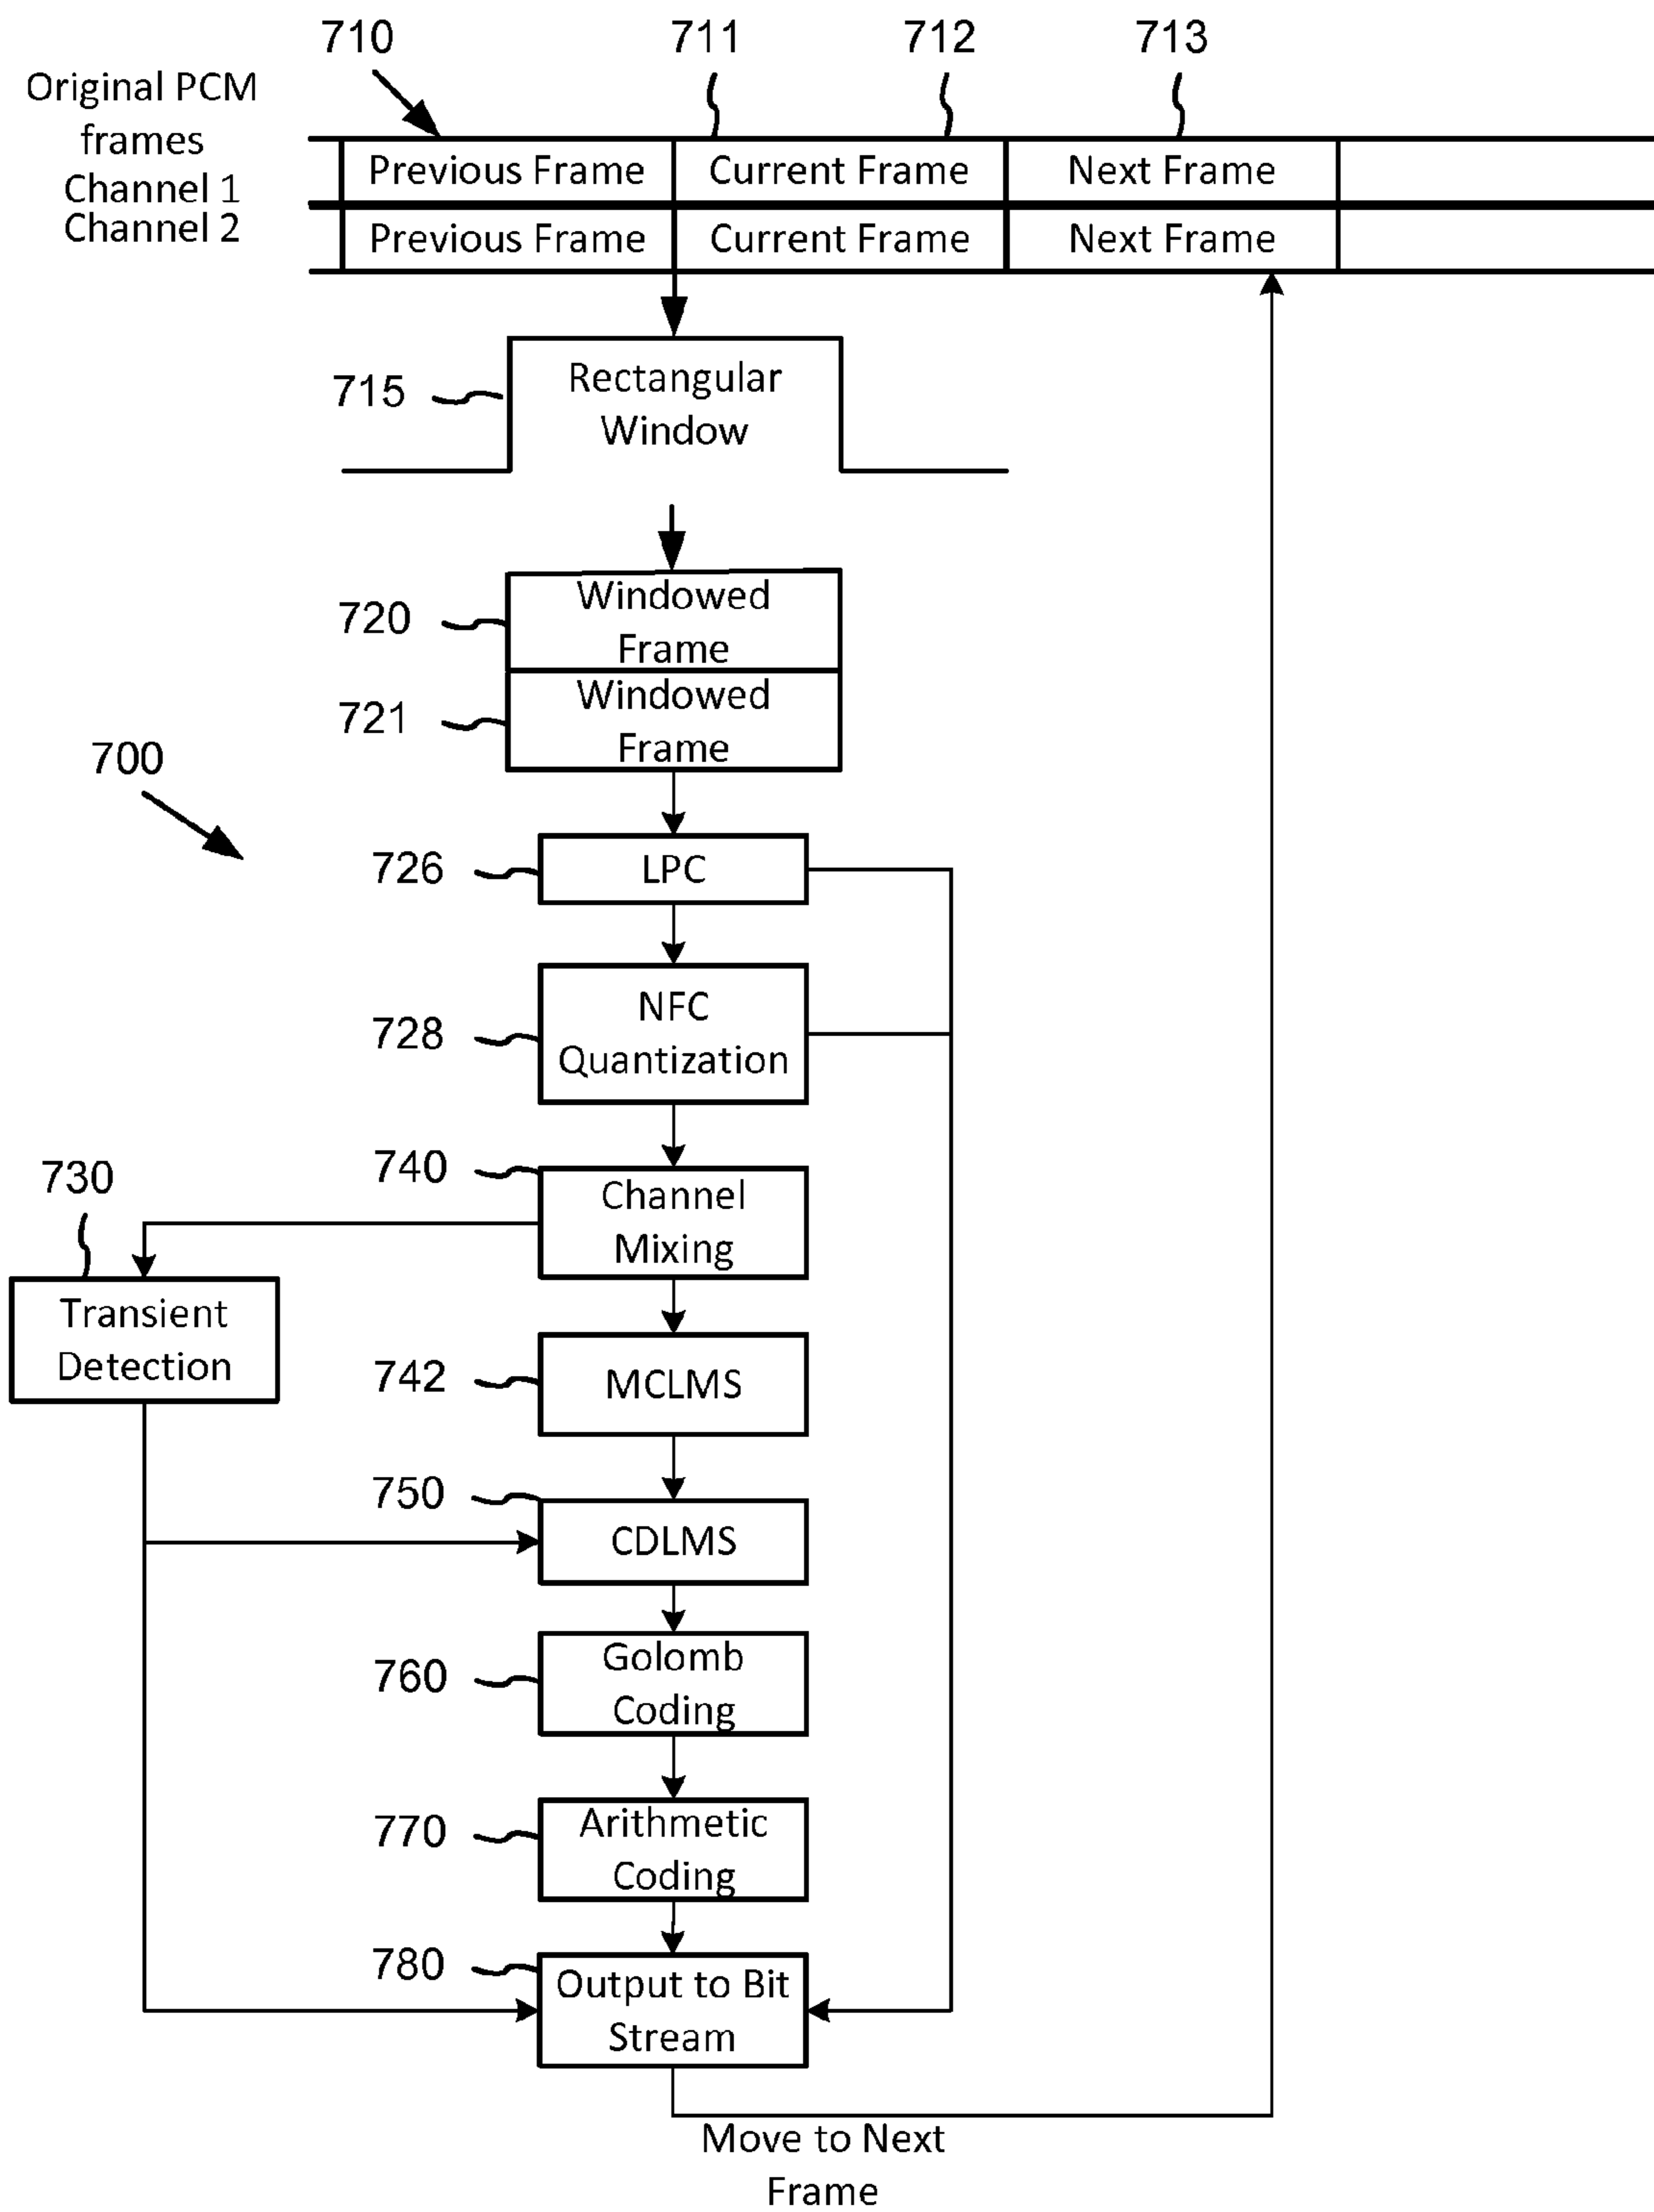 710
711
712
713
Original PCM
frames
Channel 1
Channel 2
Previous Frame
Current Frame
Next Frame
Previous Frame
Current Frame
Next Frame
715
Rectangular
Window
720
Windowed
Frame
721
Windowed
Frame
700
726
LPC
728
NFC
Quantization
740
Channel
Mixing
730
Transient
Detection
742
MCLMS
750
CDLMS
760
Golomb
Coding
770
Arithmetic
Coding
780
Output to Bit
Stream
Move to Next
Frame